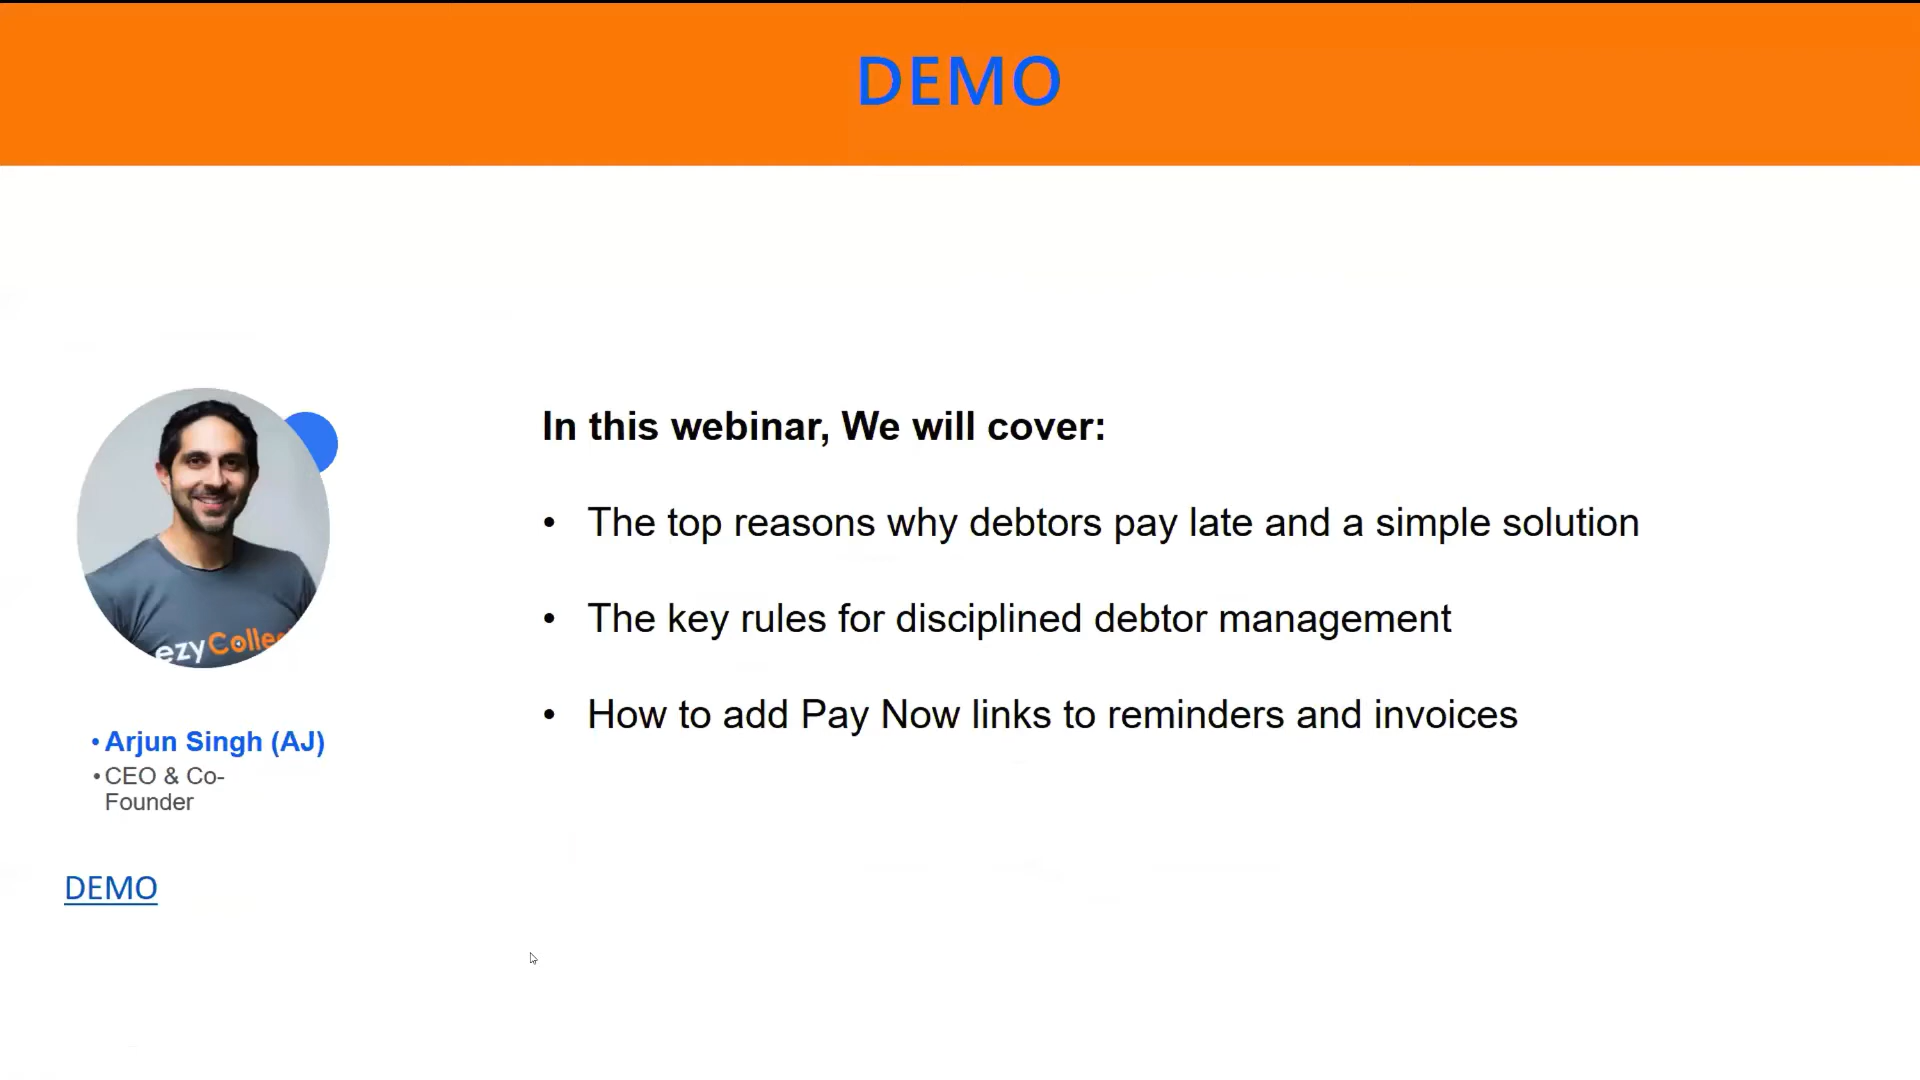 DEMO
In this webinar, We will cover:
• The top reasons why debtors pay late and a simple solution
• The key rules for disciplined debtor management
• How to add Pay Now links to reminders and invoices
ezyColle
• Arjun Singh (AJ)
• CEO & Co-
Founder
DEMO